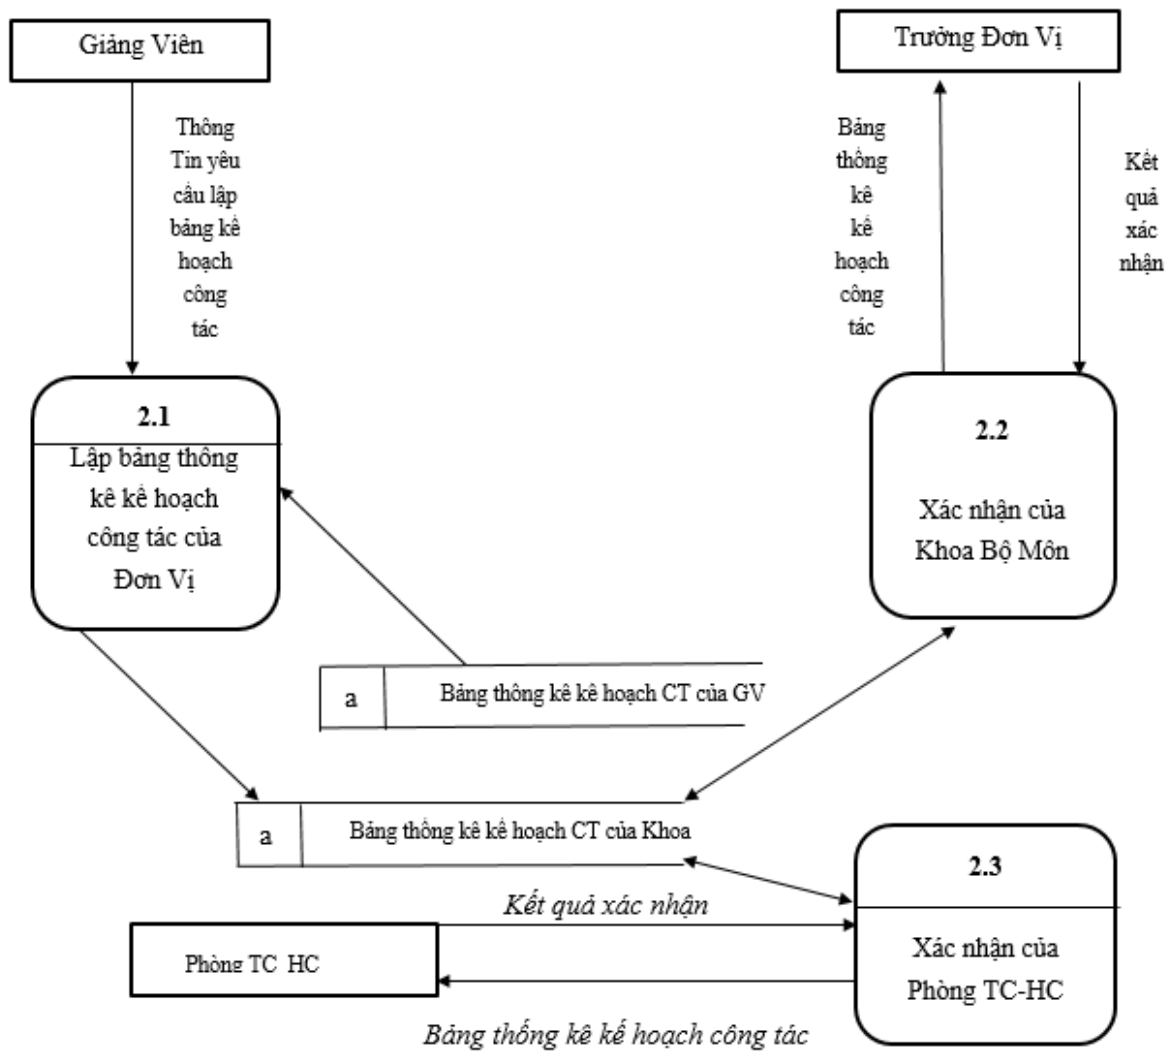 Giảng Viên
Trưởng Đơn Vị
Thông
Tin yêu
cầu lập
bảng kế
hoạch
công
tác
Bảng
thống
kê
kế
hoạch
công
tác
Kết
quả
xác
nhận
2.1
Lập bảng thông
kê kế hoạch
công tác của
Đơn Vị
2.2
Xác nhận của
Khoa Bộ Môn
a
Bảng thông kê kế hoạch CT của GV
a
Bảng thống kê kế hoạch CT của Khoa
2.3
Xác nhận của
Phòng TC-HC
Kết quả xác nhận
Phòng TC_HC
Bảng thống kê kế hoạch công tác